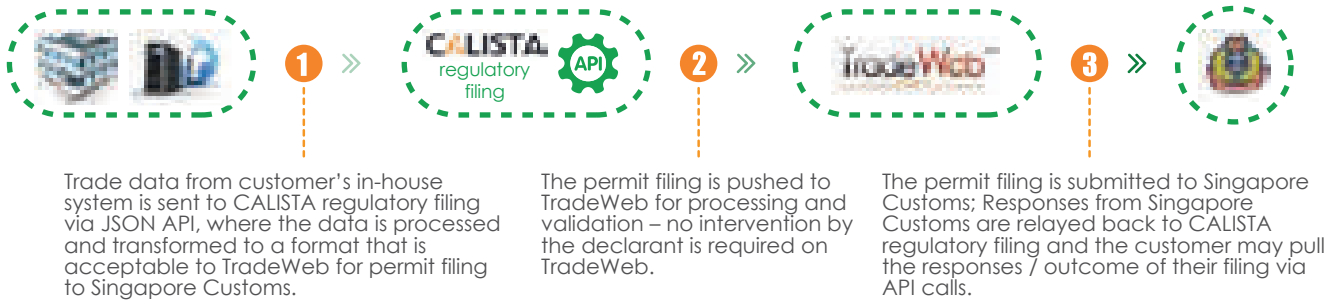 1
CALISTA
regulatory
filing
API
2
TradeWeb
3
Trade data from customer's in-house
system is sent to CALISTA regulatory filing
via JSON API, where the data is processed
and transformed to a format that is
acceptable to TradeWeb for permit filing
to Singapore Customs.
The permit filing is pushed to
TradeWeb for processing and
validation – no intervention by
the declarant is required on
TradeWeb.
The permit filing is submitted to Singapore
Customs; Responses from Singapore
Customs are relayed back to CALISTA
regulatory filing and the customer may pull
the responses / outcome of their filing via
API calls.